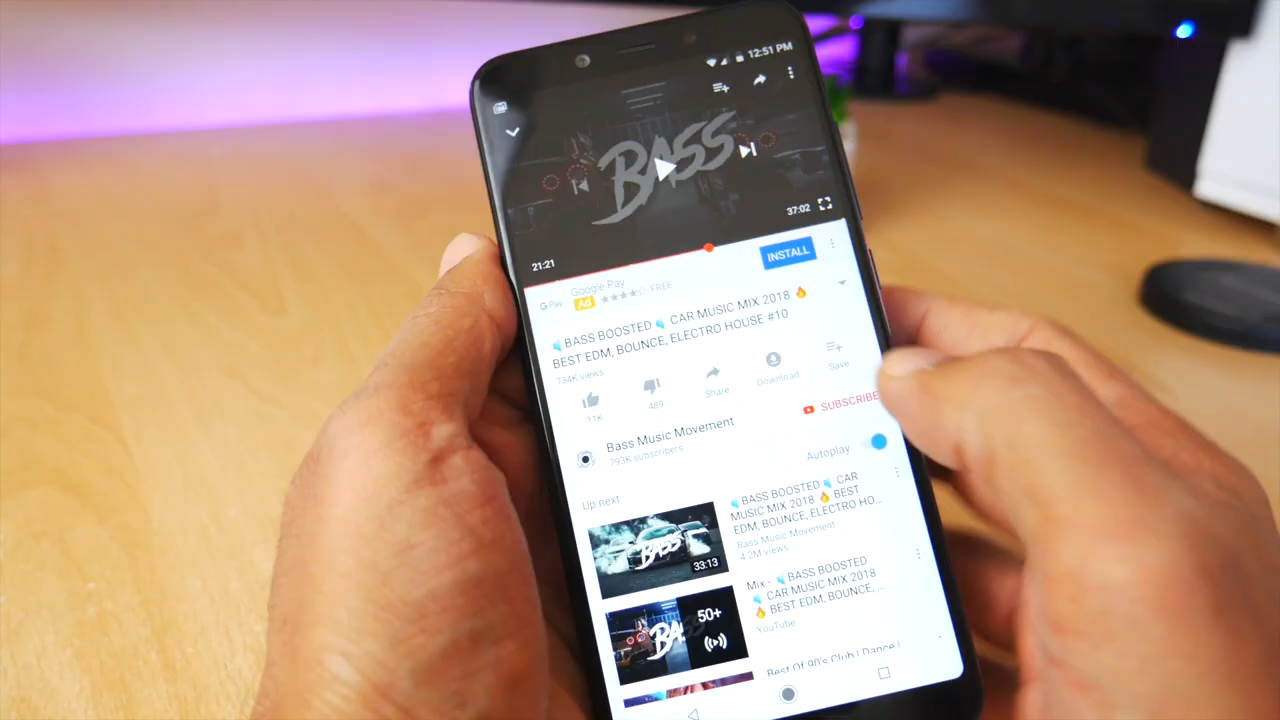 12:51 PM
BASS
21:21
37:02
INSTALL
G Pay
Google Pay
Ad
FREE
BASS BOOSTED 🔈 CAR MUSIC MIX 2018 🔥
BEST EDM, BOUNCE, ELECTRO HOUSE #10
734K views
11K
489
Share
Download
Save
Bass Music Movement
793K subscribers
SUBSCRIBE
Autoplay
Up next
BASS
33:13
BASS BOOSTED 🔈 CAR
MUSIC MIX 2018 🔥 BEST
EDM, BOUNCE, ELECTRO HO...
Bass Music Movement
4.2M views
BAS
50+
Mix - 🔈 BASS BOOSTED
🔈 CAR MUSIC MIX 2018
🔥 BEST EDM, BOUNCE, ...
YouTube
Best Of 90's Club | Dance |